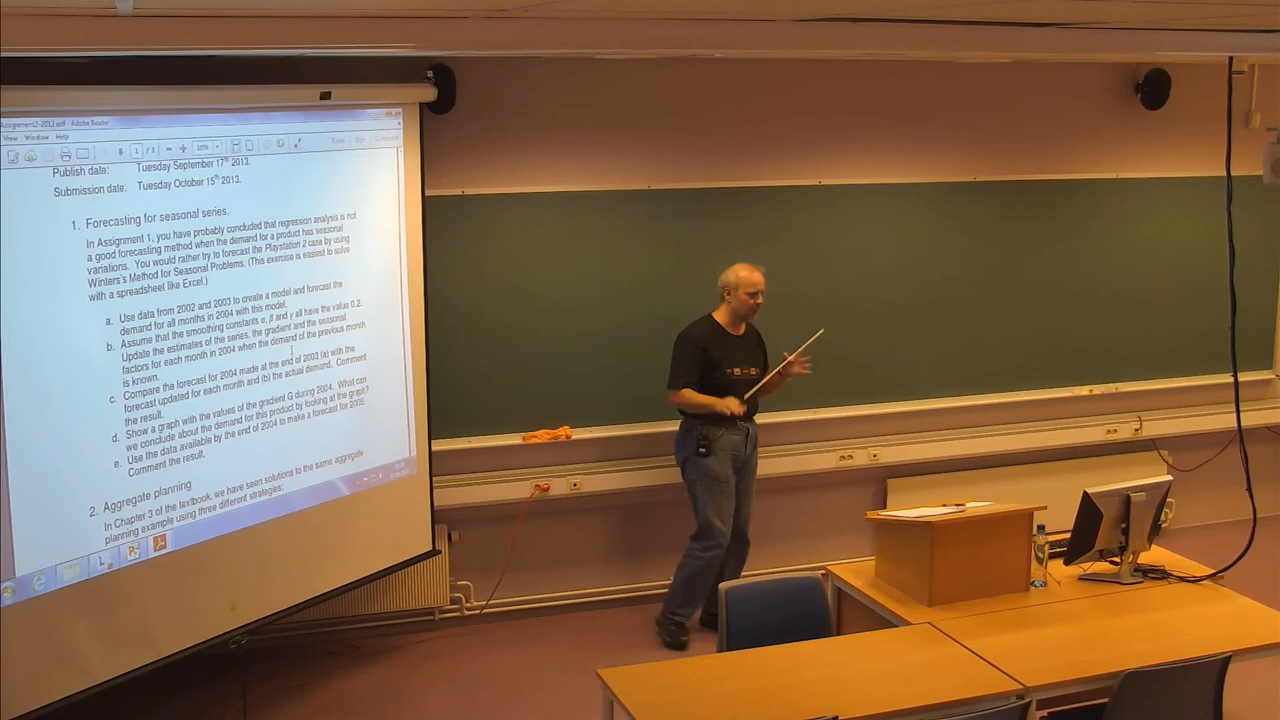 Assignment2-2013.pdf - Adobe Reader
View Window Help
1 / 3
Publish date: Tuesday September 17th 2013.
Submission date: Tuesday October 15th 2013.
1. Forecasting for seasonal series.
In Assignment 1, you have probably concluded that regression analysis is not
a good forecasting method when the demand for a product has seasonal
variations. You would rather try to forecast the Playstation 2 case by using
Winters's Method for Seasonal Problems. (This exercise is easiest to solve
with a spreadsheet like Excel.)
a. Use data from 2002 and 2003 to create a model and forecast the
demand for all months in 2004 with this model.
b. Assume that the smoothing constants α, β and γ all have the value 0.2.
Update the estimates of the series, the gradient and the seasonal
factors for each month in 2004 when the demand of the previous month
is known.
c. Compare the forecast for 2004 made at the end of 2003 (a) with the
forecast updated for each month and (b) the actual demand. Comment
the result.
d. Show a graph with the values of the gradient G during 2004. What can
we conclude about the demand for this product by looking at the graph?
e. Use the data available by the end of 2004 to make a forecast for 2005.
Comment the result.
2. Aggregate planning
In Chapter 3 of the textbook, we have seen solutions to the same aggregate
planning example using three different strategies: